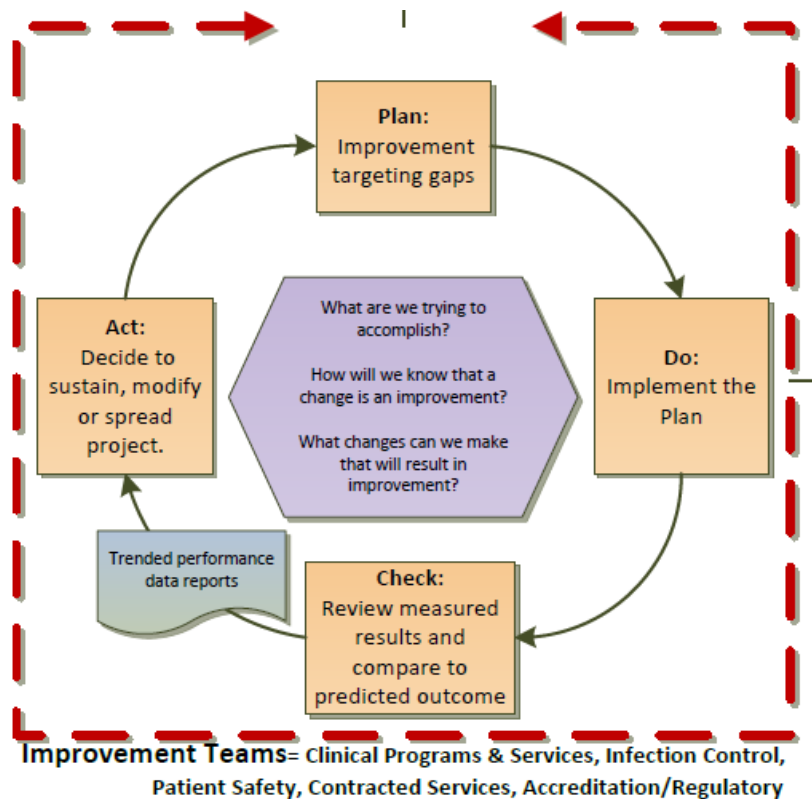 Plan:
Improvement
targeting gaps
Act:
Decide to
sustain, modify
or spread
project.
What are we trying to
accomplish?
How will we know that a
change is an improvement?
What changes can we make
that will result in
improvement?
Do:
Implement the
Plan
Trended performance
data reports
Check:
Review measured
results and
compare to
predicted outcome
Improvement Teams= Clinical Programs & Services, Infection Control,
Patient Safety, Contracted Services, Accreditation/Regulatory